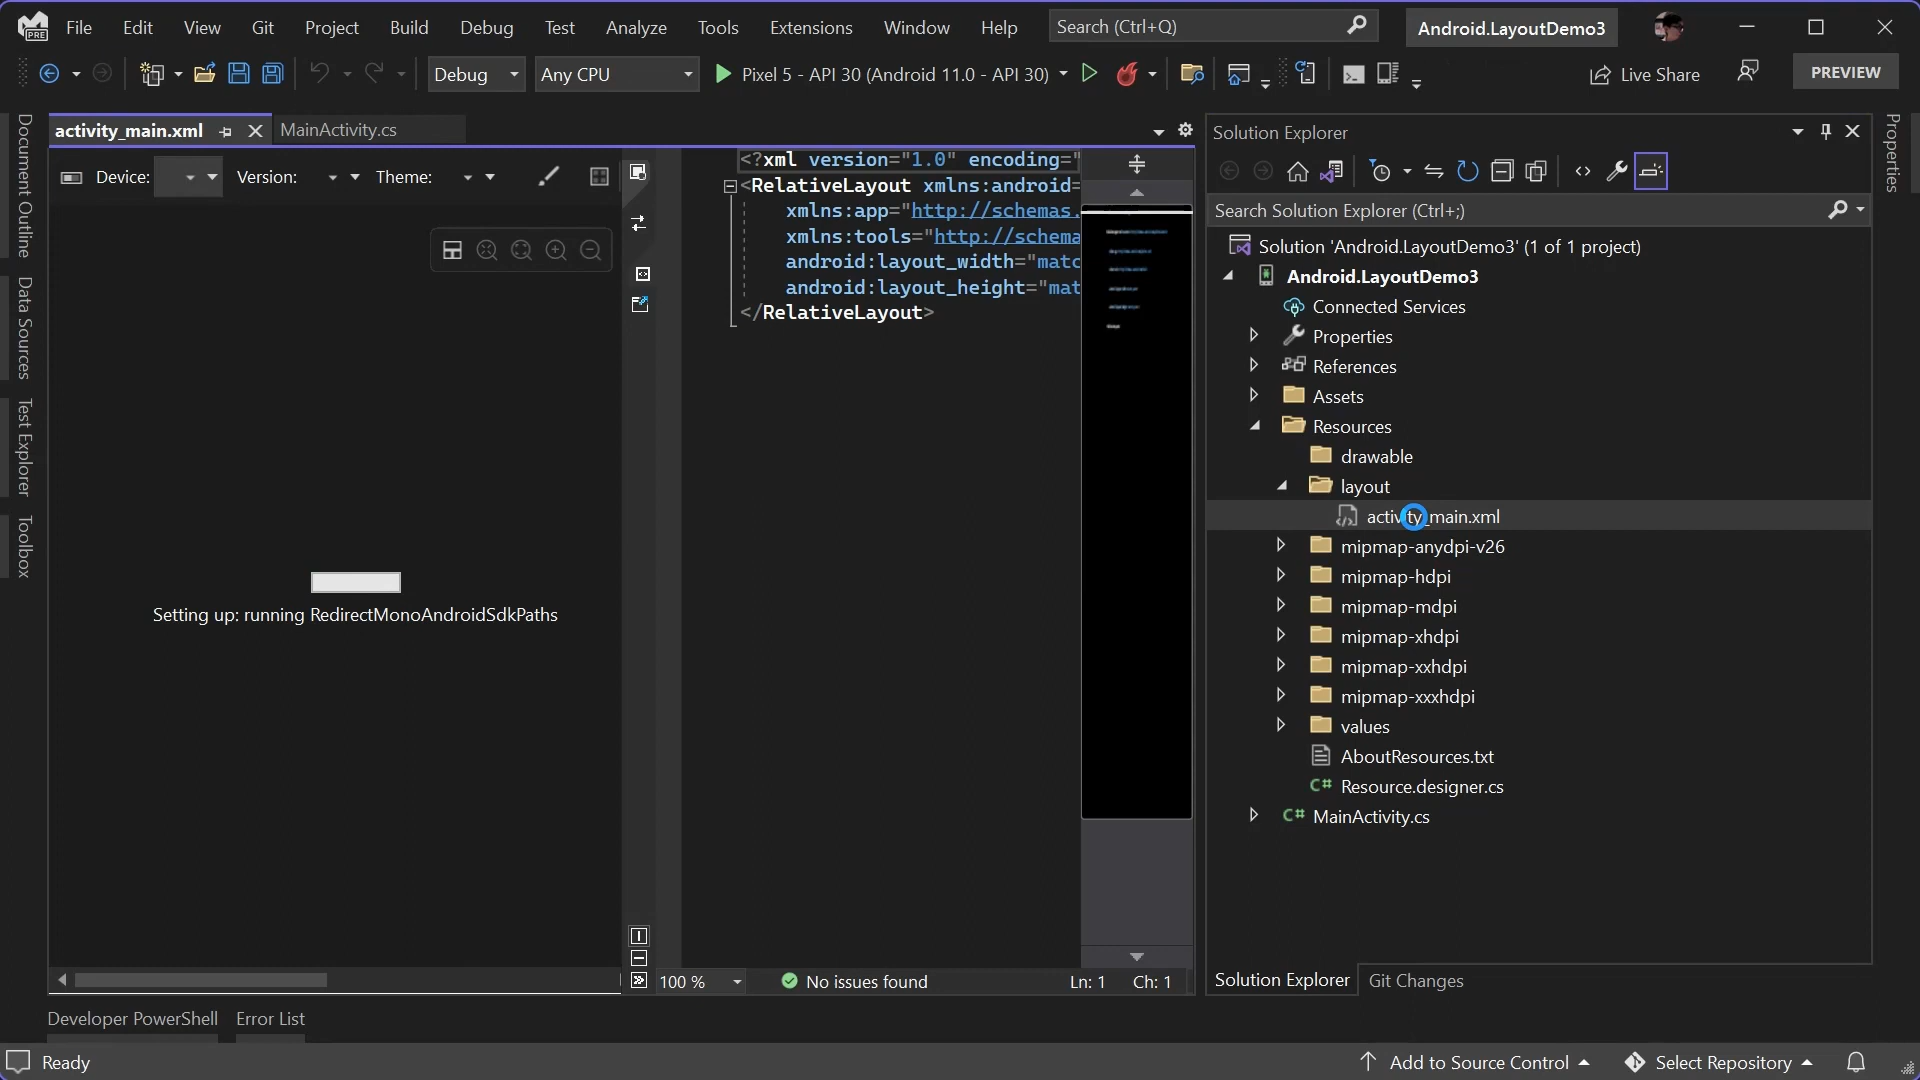 File Edit View Git Project Build Debug Test Analyze Tools Extensions Window Help Search (Ctrl+Q) Android.LayoutDemo3
PRE
Debug Any CPU Pixel 5 - API 30 (Android 11.0 - API 30) Live Share PREVIEW
Document Outline
Data Sources
Test Explorer
Toolbox
activity_main.xml MainActivity.cs
Device: Version: Theme:
Setting up: running RedirectMonoAndroidSdkPaths
<?xml version="1.0" encoding="
<RelativeLayout xmlns:android=
xmlns:app="http://schemas.
xmlns:tools="http://schema
android:layout_width="matc
android:layout_height="mat
</RelativeLayout>
100 % No issues found Ln: 1 Ch: 1
Solution Explorer
Search Solution Explorer (Ctrl+;)
Solution 'Android.LayoutDemo3' (1 of 1 project)
Android.LayoutDemo3
Connected Services
Properties
References
Assets
Resources
drawable
layout
activity_main.xml
mipmap-anydpi-v26
mipmap-hdpi
mipmap-mdpi
mipmap-xhdpi
mipmap-xxhdpi
mipmap-xxxhdpi
values
AboutResources.txt
C# Resource.designer.cs
C# MainActivity.cs
Solution Explorer Git Changes
Properties
Developer PowerShell Error List
Ready Add to Source Control Select Repository